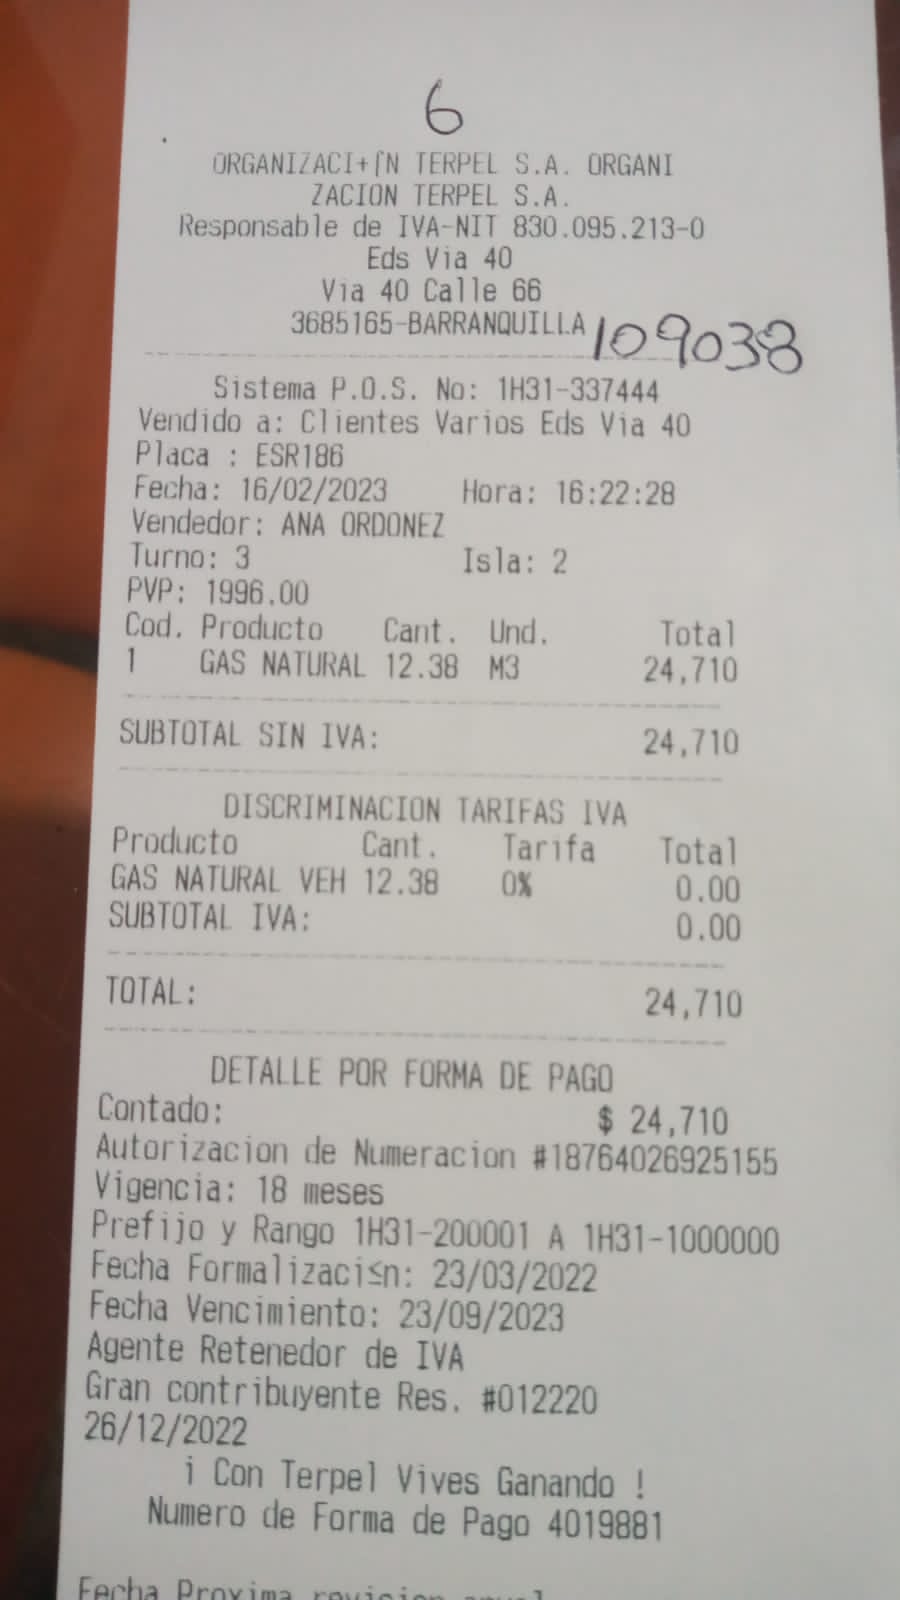 6
ORGANIZACI+⌠N TERPEL S.A. ORGANI
ZACION TERPEL S.A.
Responsable de IVA-NIT 830.095.213-0
Eds Via 40
Via 40 Calle 66
3685165-BARRANQUILLA 109038
Sistema P.O.S. No: 1H31-337444
Vendido a: Clientes Varios Eds Via 40
Placa : ESR186
Fecha: 16/02/2023 Hora: 16:22:28
Vendedor: ANA ORDONEZ
Turno: 3 Isla: 2
PVP: 1996.00
Cod. Producto Cant. Und. Total
1 GAS NATURAL 12.38 M3 24,710
SUBTOTAL SIN IVA: 24,710
DISCRIMINACION TARIFAS IVA
Producto Cant. Tarifa Total
GAS NATURAL VEH 12.38 0% 0.00
SUBTOTAL IVA: 0.00
TOTAL: 24,710
DETALLE POR FORMA DE PAGO
Contado: $ 24,710
Autorizacion de Numeracion #18764026925155
Vigencia: 18 meses
Prefijo y Rango 1H31-200001 A 1H31-1000000
Fecha Formalizaci≤n: 23/03/2022
Fecha Vencimiento: 23/09/2023
Agente Retenedor de IVA
Gran contribuyente Res. #012220
26/12/2022
¡ Con Terpel Vives Ganando !
Numero de Forma de Pago 4019881
Fecha Proxima revision anual